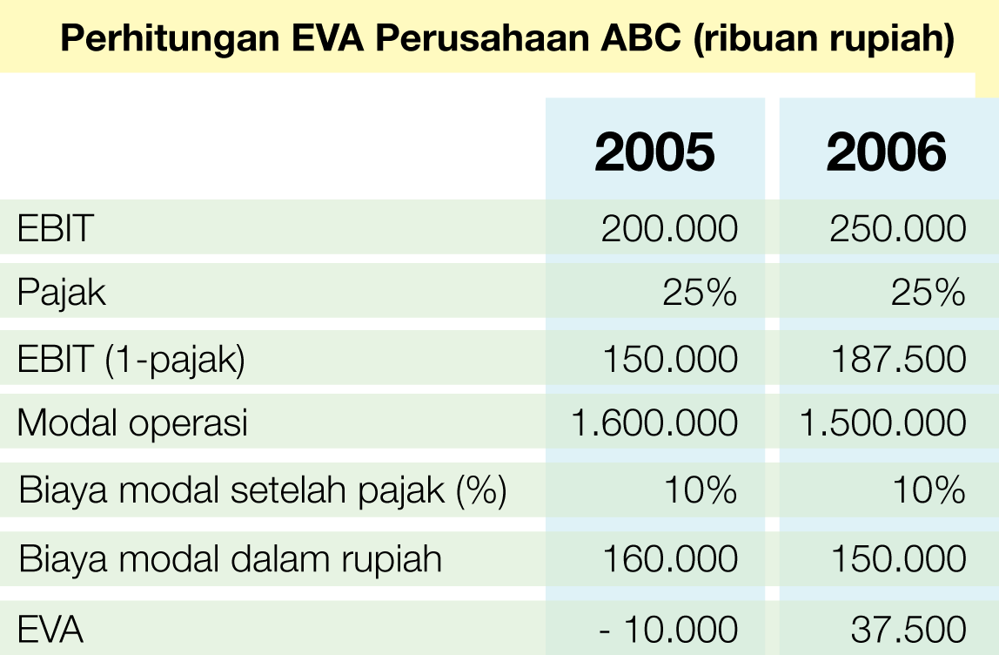 Perhitungan EVA Perusahaan ABC (ribuan rupiah)
2005 2006
EBIT 200.000 250.000
Pajak 25% 25%
EBIT (1-pajak) 150.000 187.500
Modal operasi 1.600.000 1.500.000
Biaya modal setelah pajak (%) 10% 10%
Biaya modal dalam rupiah 160.000 150.000
EVA - 10.000 37.500